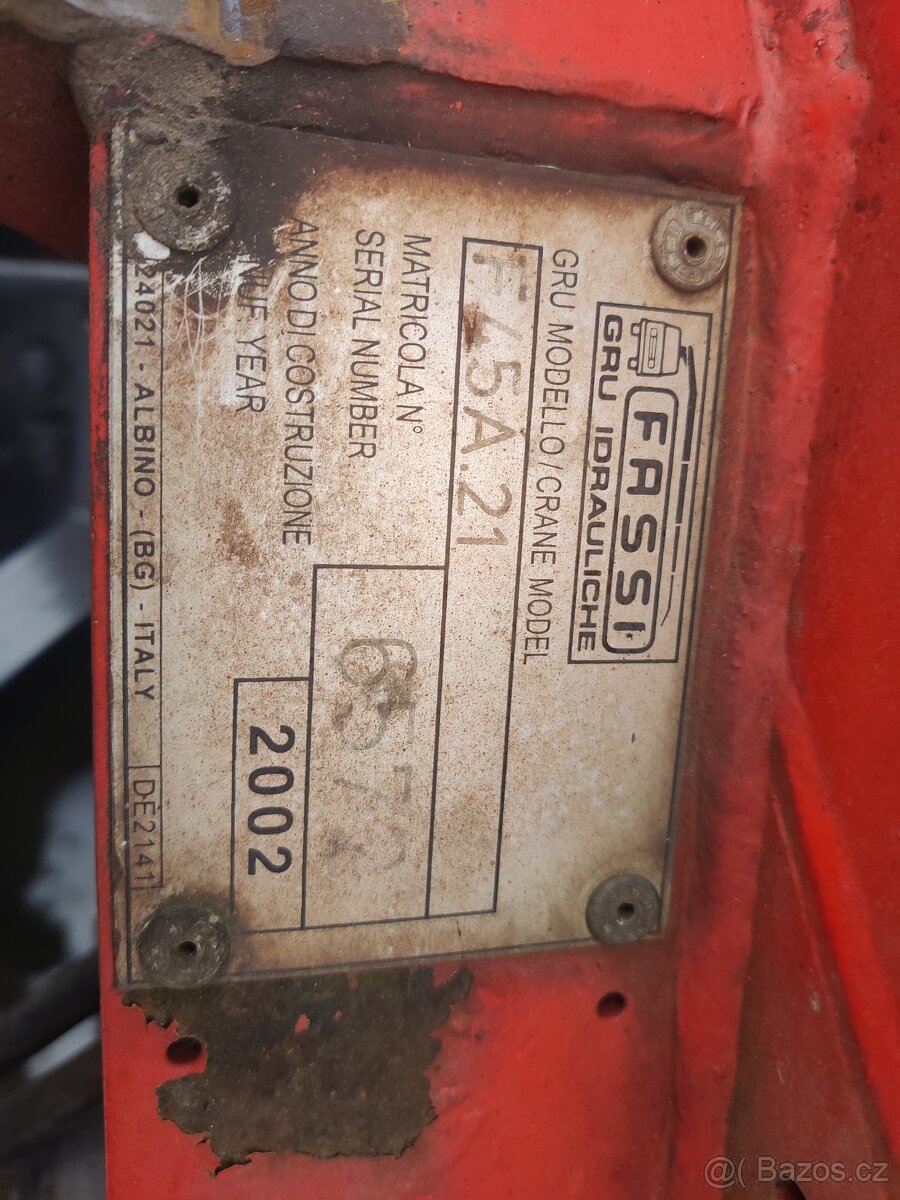 FASSI
GRU IDRAULICHE
GRU MODELLO/CRANE MODEL
F45A.21
MATRICOLA N°
SERIAL NUMBER
6572
ANNO DI COSTRUZIONE
YEAR
2002
24021 - ALBINO - (BG) - ITALY
DE2141
@( Bazos.cz